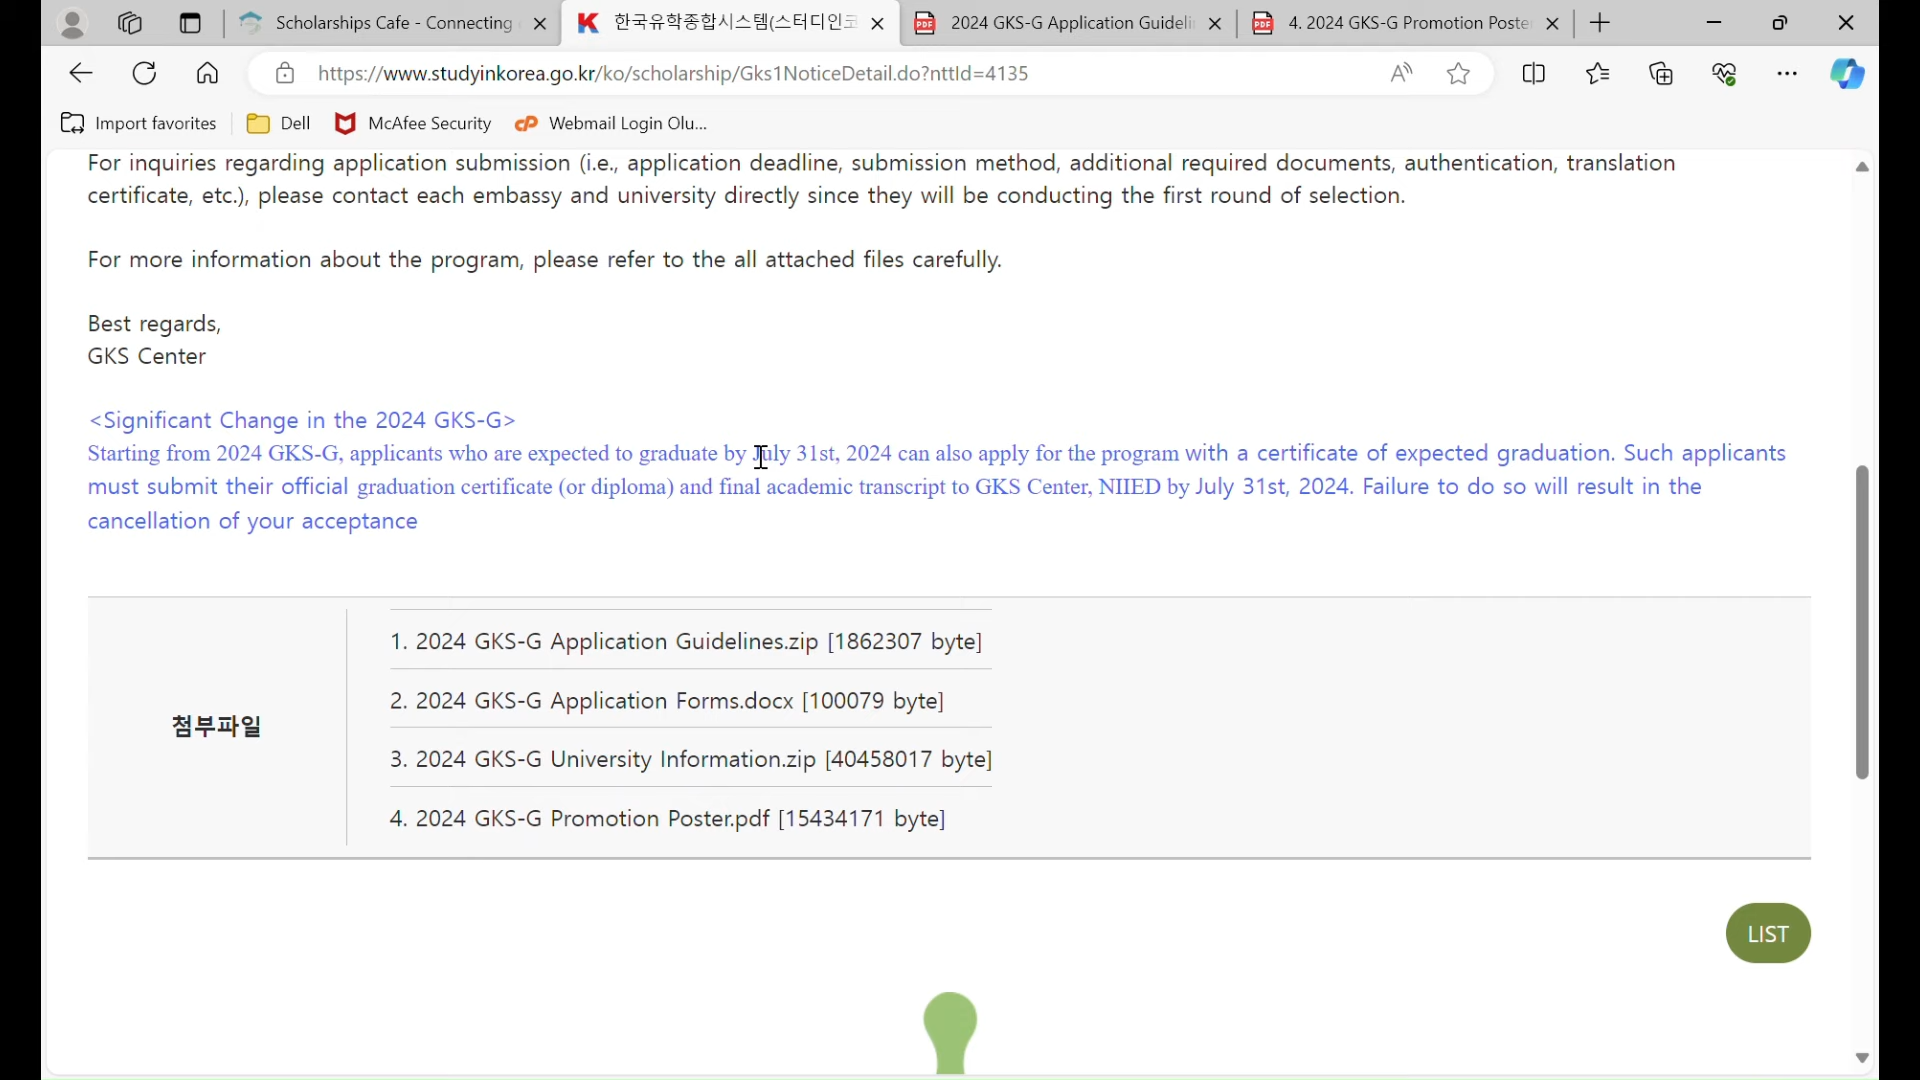 Scholarships Cafe - Connecting
한국유학종합시스템(스터디인코
2024 GKS-G Application Guideli
4. 2024 GKS-G Promotion Poste
https://www.studyinkorea.go.kr/ko/scholarship/Gks1NoticeDetail.do?nttId=4135
Import favorites
Dell
McAfee Security
Webmail Login Olu...
For inquiries regarding application submission (i.e., application deadline, submission method, additional required documents, authentication, translation
certificate, etc.), please contact each embassy and university directly since they will be conducting the first round of selection.
For more information about the program, please refer to the all attached files carefully.
Best regards,
GKS Center
<Significant Change in the 2024 GKS-G>
Starting from 2024 GKS-G, applicants who are expected to graduate by July 31st, 2024 can also apply for the program with a certificate of expected graduation. Such applicants
must submit their official graduation certificate (or diploma) and final academic transcript to GKS Center, NIIED by July 31st, 2024. Failure to do so will result in the
cancellation of your acceptance
첨부파일
1. 2024 GKS-G Application Guidelines.zip [1862307 byte]
2. 2024 GKS-G Application Forms.docx [100079 byte]
3. 2024 GKS-G University Information.zip [40458017 byte]
4. 2024 GKS-G Promotion Poster.pdf [15434171 byte]
LIST